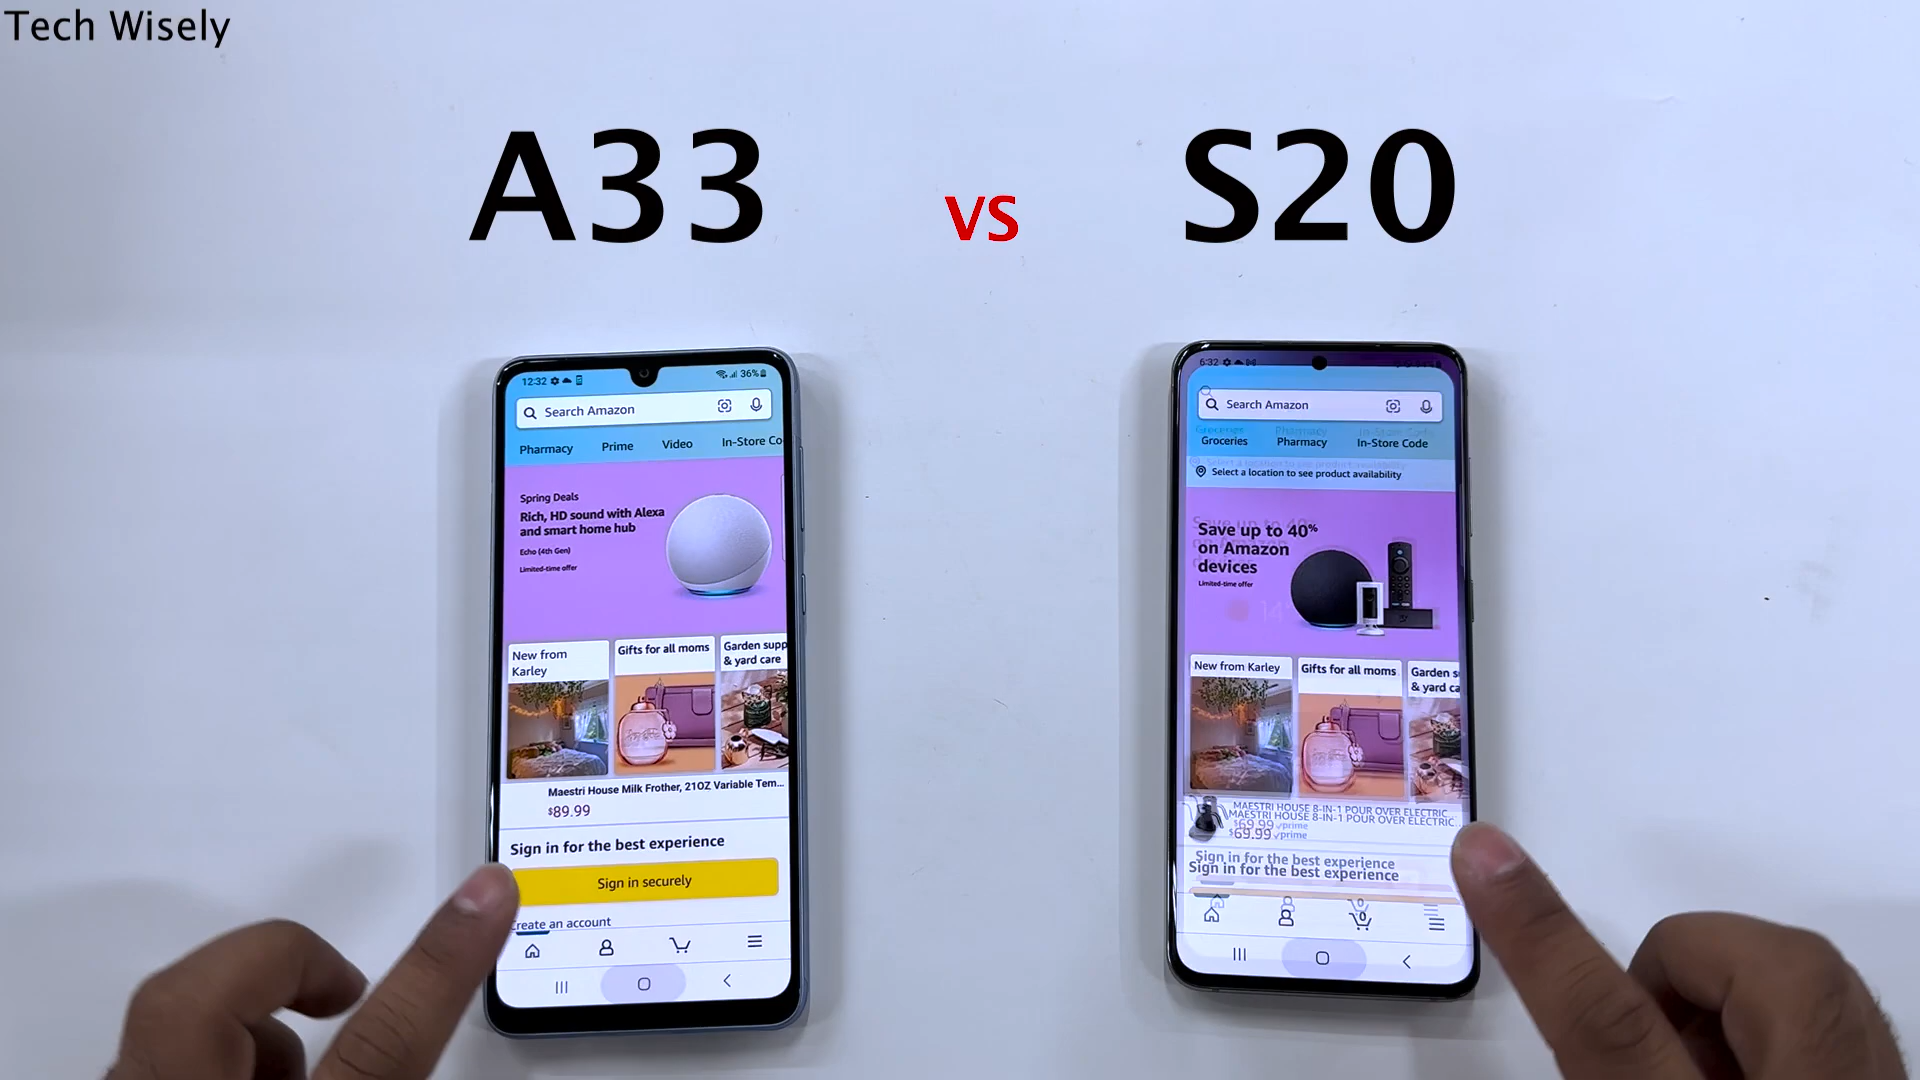 Tech Wisely
A33 vs S20
12:32
36%
Search Amazon
Pharmacy Prime Video In-Store Co
Spring Deals
Rich, HD sound with Alexa
and smart home hub
Echo (4th Gen)
Limited-time offer
New from
Karley
Gifts for all moms
Garden supp
& yard care
Maestri House Milk Frother, 21OZ Variable Tem...
$89.99
Sign in for the best experience
Sign in securely
Create an account
6:32
Search Amazon
Groceries Pharmacy In-Store Code
Select a location to see product availability
Save up to 40%
on Amazon
devices
Limited-time offer
New from Karley
Gifts for all moms
Garden s
& yard ca
MAESTRI HOUSE 8-IN-1 POUR OVER ELECTRIC...
$69.99 prime
Sign in for the best experience
0